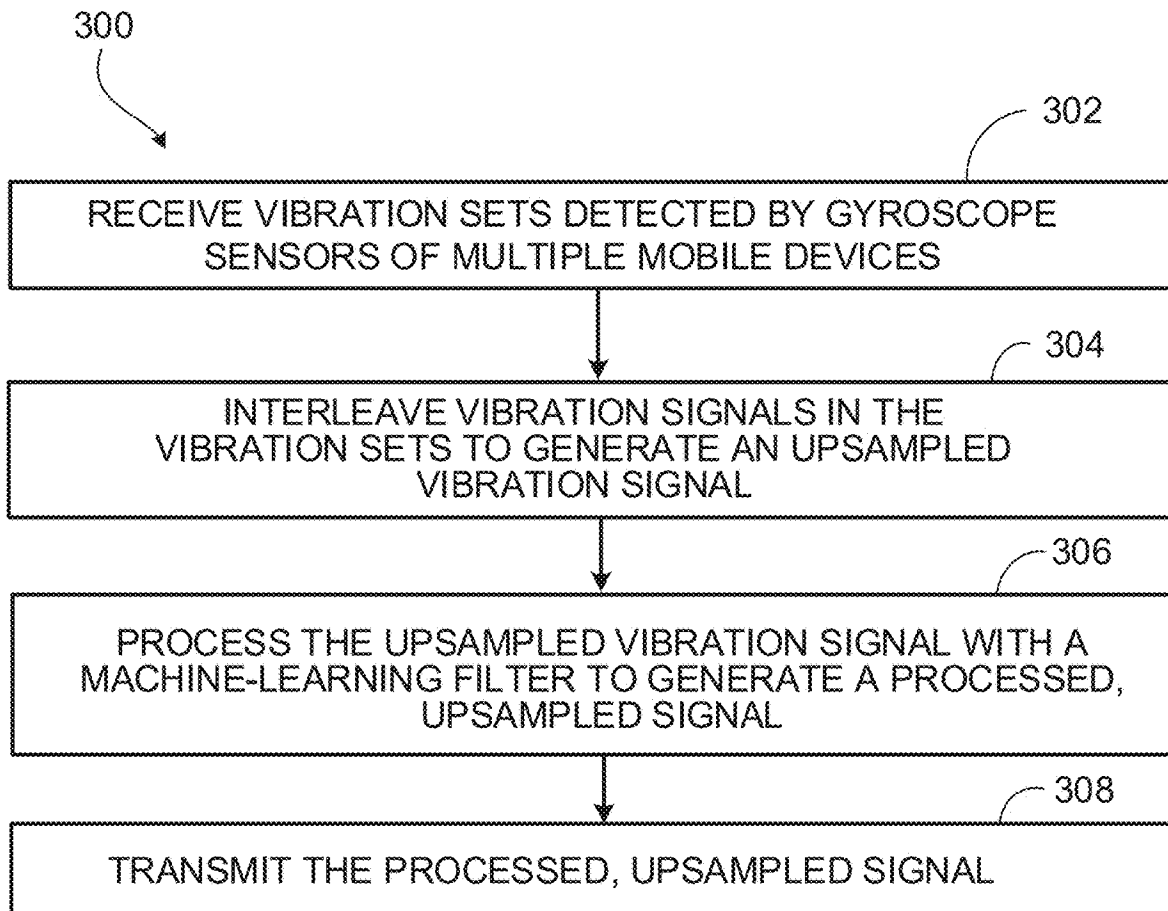 300
302
RECEIVE VIBRATION SETS DETECTED BY GYROSCOPE
SENSORS OF MULTIPLE MOBILE DEVICES
304
INTERLEAVE VIBRATION SIGNALS IN THE
VIBRATION SETS TO GENERATE AN UPSAMPLED
VIBRATION SIGNAL
306
PROCESS THE UPSAMPLED VIBRATION SIGNAL WITH A
MACHINE-LEARNING FILTER TO GENERATE A PROCESSED,
UPSAMPLED SIGNAL
308
TRANSMIT THE PROCESSED, UPSAMPLED SIGNAL